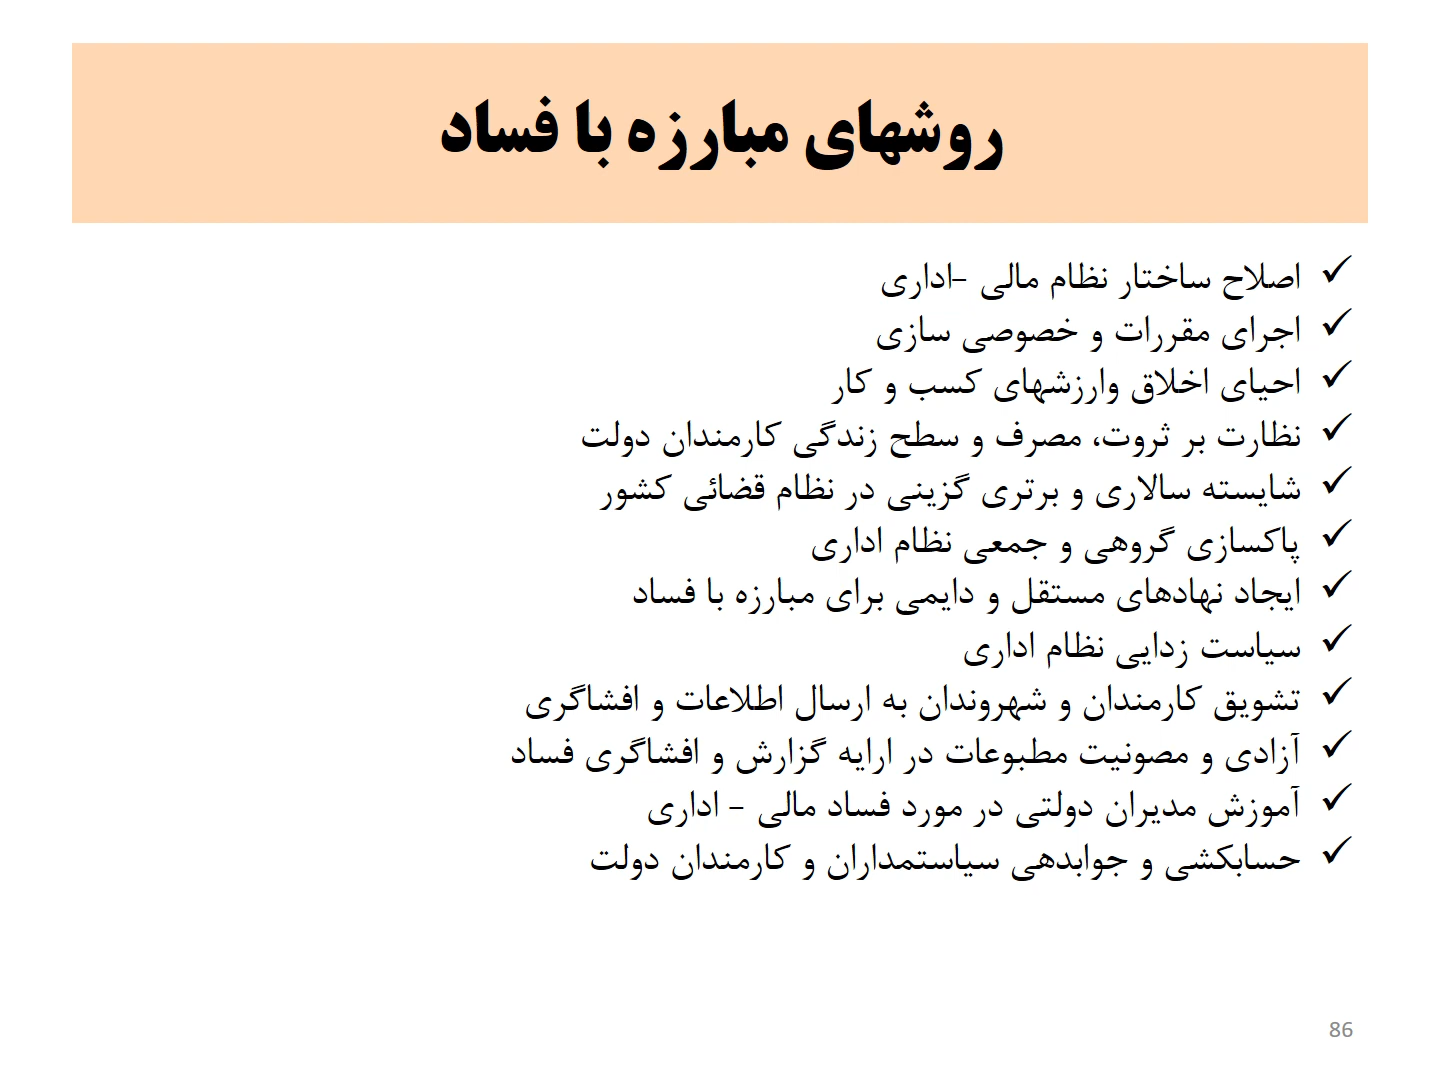 روشهای مبارزه با فساد
✓ اصلاح ساختار نظام مالی -اداری
✓ اجرای مقررات و خصوصی سازی
✓ احیای اخلاق وارزشهای کسب و کار
✓ نظارت بر ثروت، مصرف و سطح زندگی کارمندان دولت
✓ شایسته سالاری و برتری گزینی در نظام قضائی کشور
✓ پاکسازی گروهی و جمعی نظام اداری
✓ ایجاد نهادهای مستقل و دایمی برای مبارزه با فساد
✓ سیاست زدایی نظام اداری
✓ تشویق کارمندان و شهروندان به ارسال اطلاعات و افشاگری
✓ آزادی و مصونیت مطبوعات در ارایه گزارش و افشاگری فساد
✓ آموزش مدیران دولتی در مورد فساد مالی - اداری
✓ حسابکشی و جوابدهی سیاستمداران و کارمندان دولت
86